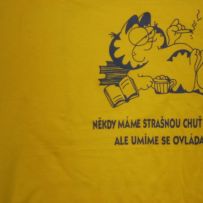 NĚKDY MÁME STRAŠNOU CHUŤ
ALE UMÍME SE OVLÁDA